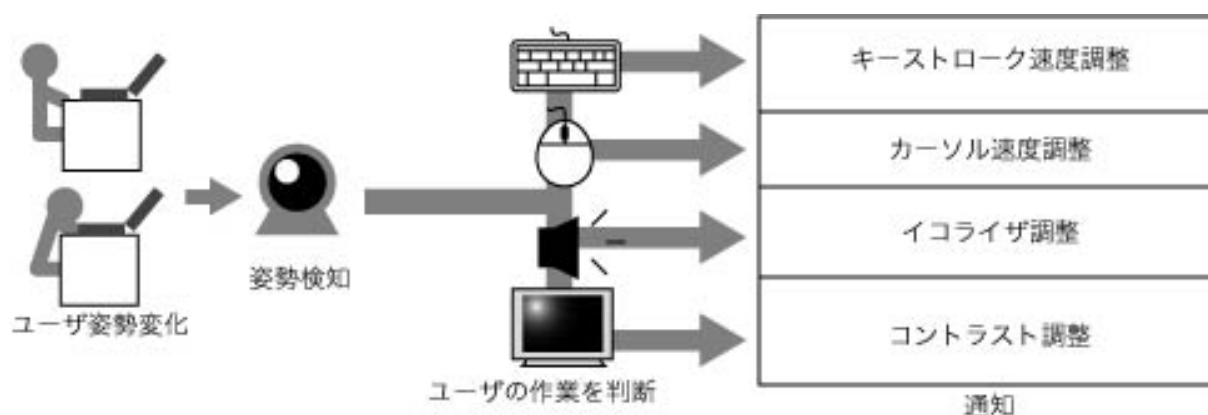 キーストローク速度調整
カーソル速度調整
イコライザ調整
コントラスト調整
姿勢検知
ユーザ姿勢変化
ユーザの作業を判断
通知